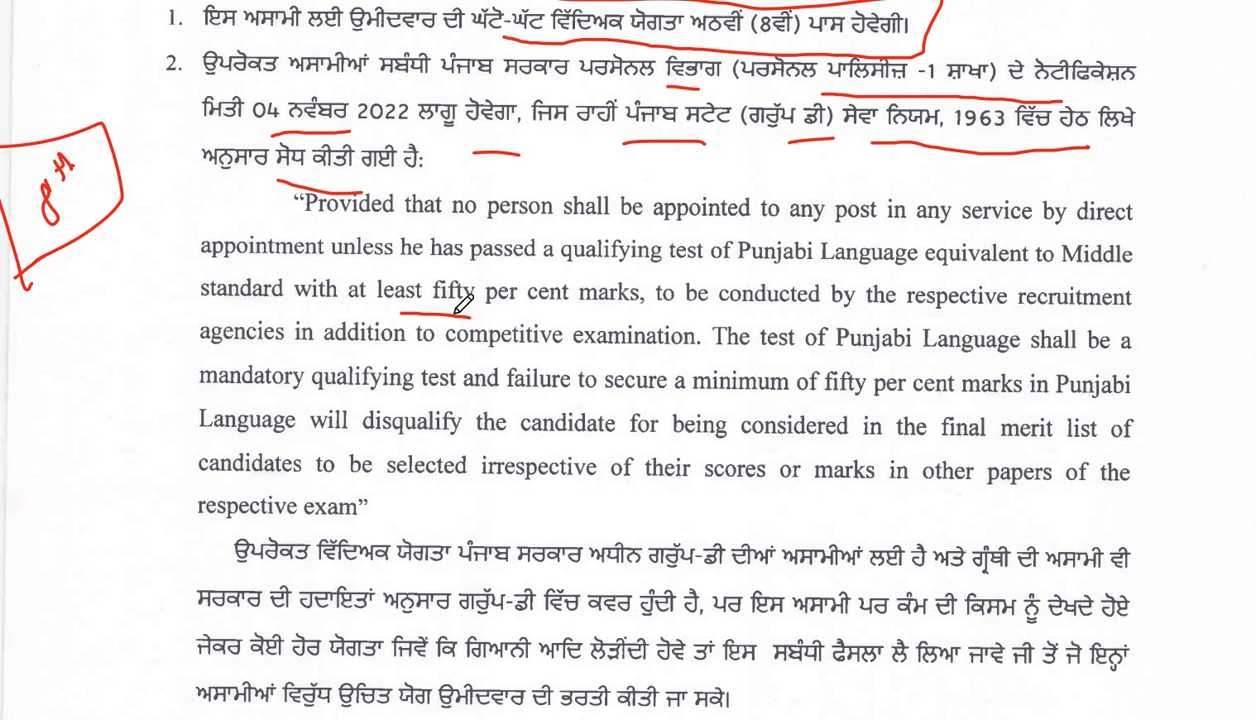 1. ਇਸ ਅਸਾਮੀ ਲਈ ਉਮੀਦਵਾਰ ਦੀ ਘੱਟੋ-ਘੱਟ ਵਿੱਦਿਅਕ ਯੋਗਤਾ ਅਠਵੀਂ (8ਵੀਂ) ਪਾਸ ਹੋਵੇਗੀ।
2. ਉਪਰੋਕਤ ਅਸਾਮੀਆਂ ਸਬੰਧੀ ਪੰਜਾਬ ਸਰਕਾਰ ਪਰਸੋਨਲ ਵਿਭਾਗ (ਪਰਸੋਨਲ ਪਾਲਿਸੀਜ਼ -1 ਸ਼ਾਖਾ) ਦੇ ਨੋਟੀਫਿਕੇਸ਼ਨ
ਮਿਤੀ 04 ਨਵੰਬਰ 2022 ਲਾਗੂ ਹੋਵੇਗਾ, ਜਿਸ ਰਾਹੀਂ ਪੰਜਾਬ ਸਟੇਟ (ਗਰੁੱਪ ਡੀ) ਸੇਵਾ ਨਿਯਮ, 1963 ਵਿੱਚ ਹੇਠ ਲਿਖੇ
ਅਨੁਸਾਰ ਸੋਧ ਕੀਤੀ ਗਈ ਹੈ:
8th
“Provided that no person shall be appointed to any post in any service by direct
appointment unless he has passed a qualifying test of Punjabi Language equivalent to Middle
standard with at least fifty per cent marks, to be conducted by the respective recruitment
agencies in addition to competitive examination. The test of Punjabi Language shall be a
mandatory qualifying test and failure to secure a minimum of fifty per cent marks in Punjabi
Language will disqualify the candidate for being considered in the final merit list of
candidates to be selected irrespective of their scores or marks in other papers of the
respective exam”
ਉਪਰੋਕਤ ਵਿੱਦਿਅਕ ਯੋਗਤਾ ਪੰਜਾਬ ਸਰਕਾਰ ਅਧੀਨ ਗਰੁੱਪ-ਡੀ ਦੀਆਂ ਅਸਾਮੀਆਂ ਲਈ ਹੈ ਅਤੇ ਗ੍ਰੰਥੀ ਦੀ ਅਸਾਮੀ ਵੀ
ਸਰਕਾਰ ਦੀ ਹਦਾਇਤਾਂ ਅਨੁਸਾਰ ਗਰੁੱਪ-ਡੀ ਵਿੱਚ ਕਵਰ ਹੁੰਦੀ ਹੈ, ਪਰ ਇਸ ਅਸਾਮੀ ਪਰ ਕੰਮ ਦੀ ਕਿਸਮ ਨੂੰ ਦੇਖਦੇ ਹੋਏ
ਜੇਕਰ ਕੋਈ ਹੋਰ ਯੋਗਤਾ ਜਿਵੇਂ ਕਿ ਗਿਆਨੀ ਆਦਿ ਲੋੜੀਂਦੀ ਹੋਵੇ ਤਾਂ ਇਸ ਸਬੰਧੀ ਫੈਸਲਾ ਲੈ ਲਿਆ ਜਾਵੇ ਜੀ ਤੋਂ ਜੋ ਇਨ੍ਹਾਂ
ਅਸਾਮੀਆਂ ਵਿਰੁੱਧ ਉਚਿਤ ਯੋਗ ਉਮੀਦਵਾਰ ਦੀ ਭਰਤੀ ਕੀਤੀ ਜਾ ਸਕੇ।